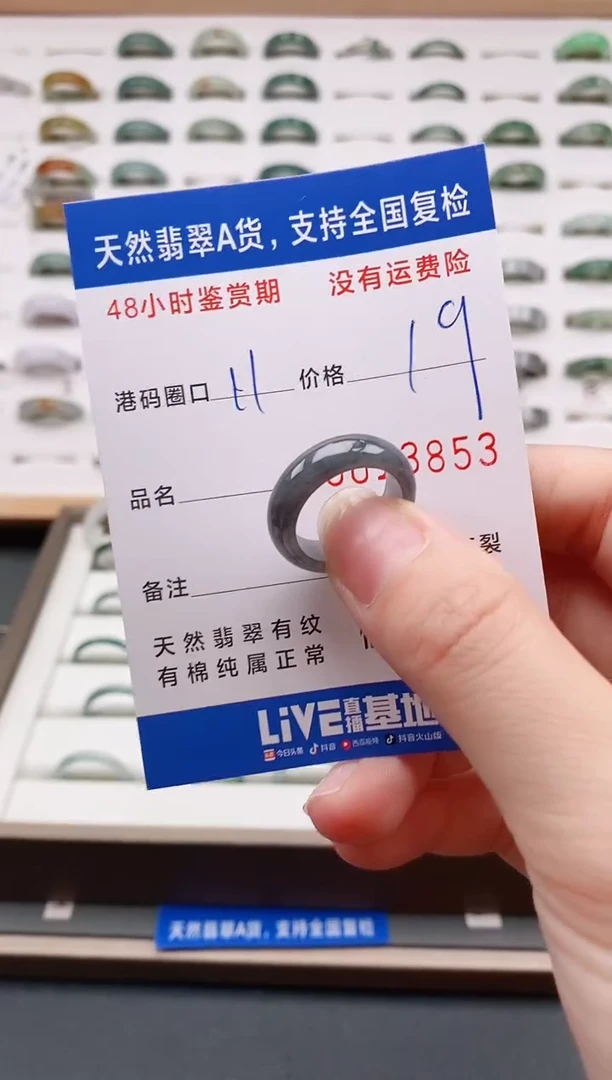 天然翡翠A货，支持全国复检
48小时鉴赏期 没有运费险
港码圈口 11 价格 19
3853
品名
备注 裂
天然翡翠有纹
有棉纯属正常
LiVE直播基地
今日头条 抖音 西瓜视频 抖音火山版
天然翡翠A货，支持全国复检